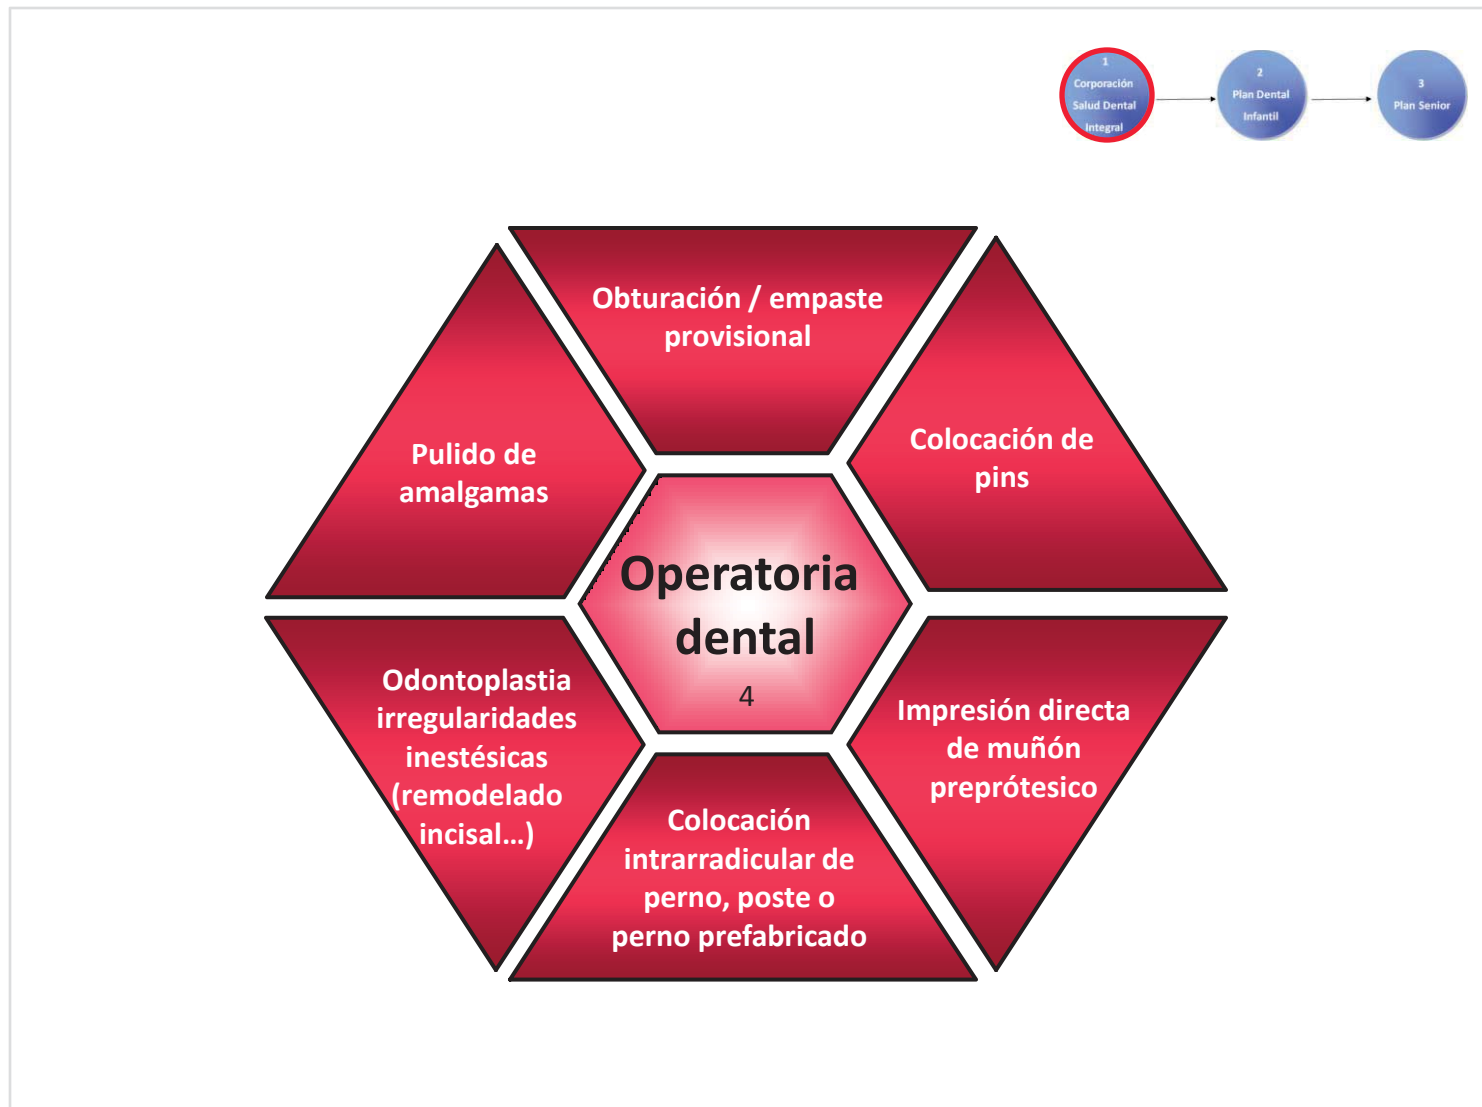 1
Corporación
Salud Dental
Integral
2
Plan Dental
Infantil
3
Plan Senior
Obturación / empaste
provisional
Pulido de
amalgamas
Colocación de
pins
Operatoria
dental
4
Odontoplastia
irregularidades
inestésicas
(remodelado
incisal...)
Impresión directa
de muñón
preprótesico
Colocación
intrarradicular de
perno, poste o
perno prefabricado